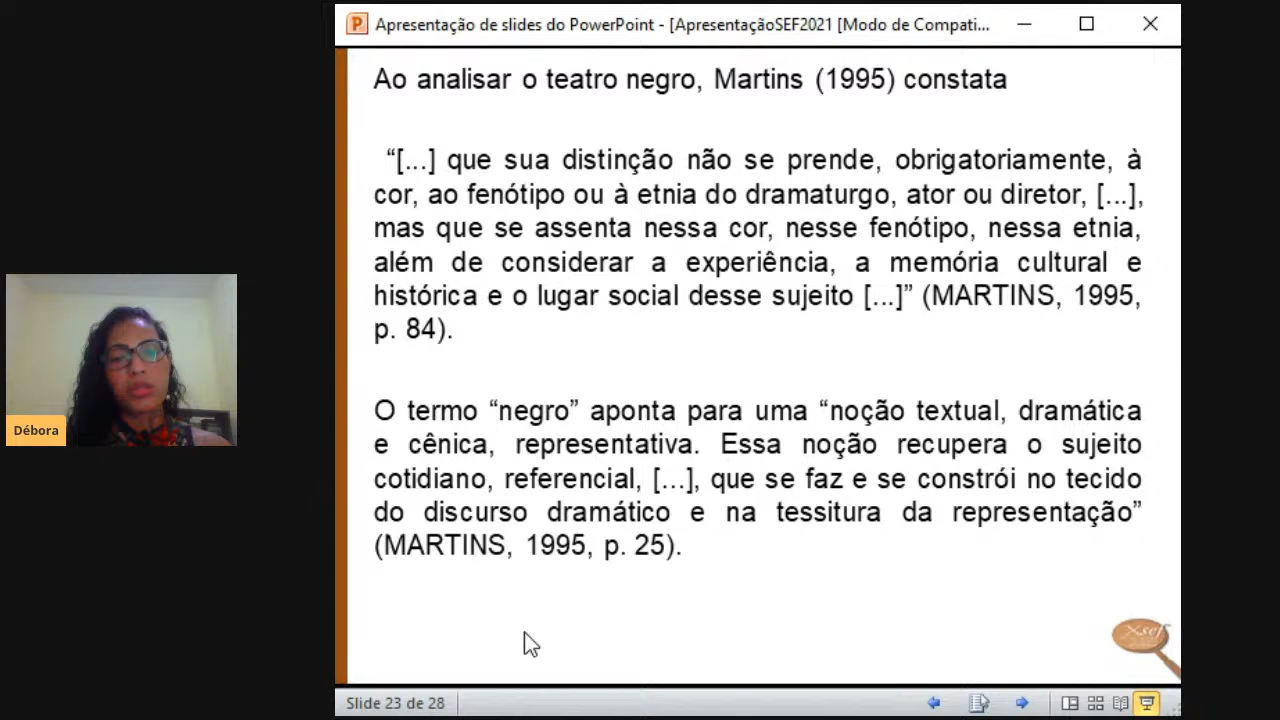 Apresentação de slides do PowerPoint - [ApresentaçãoSEF2021 [Modo de Compati...
Ao analisar o teatro negro, Martins (1995) constata
“[...] que sua distinção não se prende, obrigatoriamente, à
cor, ao fenótipo ou à etnia do dramaturgo, ator ou diretor, [...],
mas que se assenta nessa cor, nesse fenótipo, nessa etnia,
além de considerar a experiência, a memória cultural e
histórica e o lugar social desse sujeito [...]” (MARTINS, 1995,
p. 84).
O termo “negro” aponta para uma “noção textual, dramática
e cênica, representativa. Essa noção recupera o sujeito
cotidiano, referencial, [...], que se faz e se constrói no tecido
do discurso dramático e na tessitura da representação”
(MARTINS, 1995, p. 25).
Débora
Xsef
Slide 23 de 28